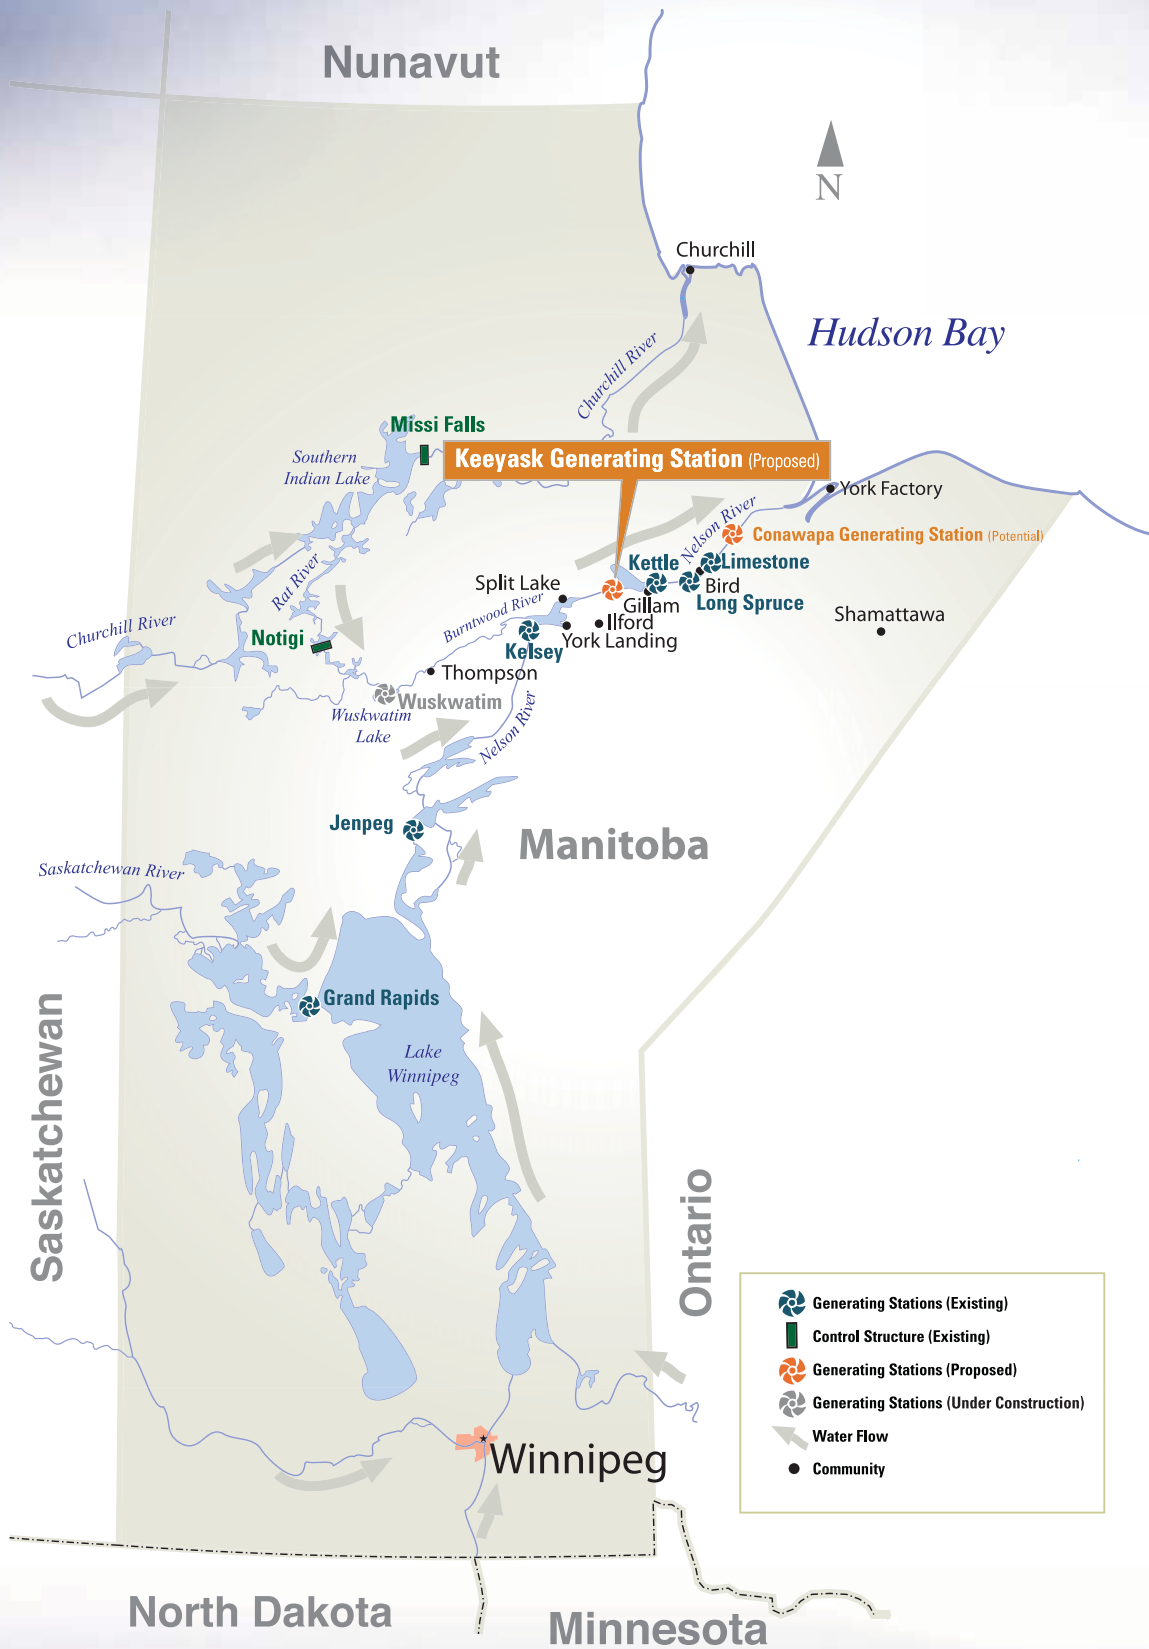 Nunavut
N
Churchill
Hudson Bay
Churchill River
Missi Falls
Southern
Indian Lake
Keeyask Generating Station (Proposed)
York Factory
Nelson River
Conawapa Generating Station (Potential)
Kettle
Limestone
Rat River
Split Lake
Bird
Gillam
Long Spruce
Burntwood River
Ilford
Shamattawa
Churchill River
Notigi
York Landing
Kelsey
Thompson
Wuskwatim
Wuskwatim
Lake
Nelson River
Jenpeg
Manitoba
Saskatchewan River
Grand Rapids
Lake
Winnipeg
Saskatchewan
Ontario
Generating Stations (Existing)
Control Structure (Existing)
Generating Stations (Proposed)
Generating Stations (Under Construction)
Water Flow
Community
Winnipeg
North Dakota
Minnesota